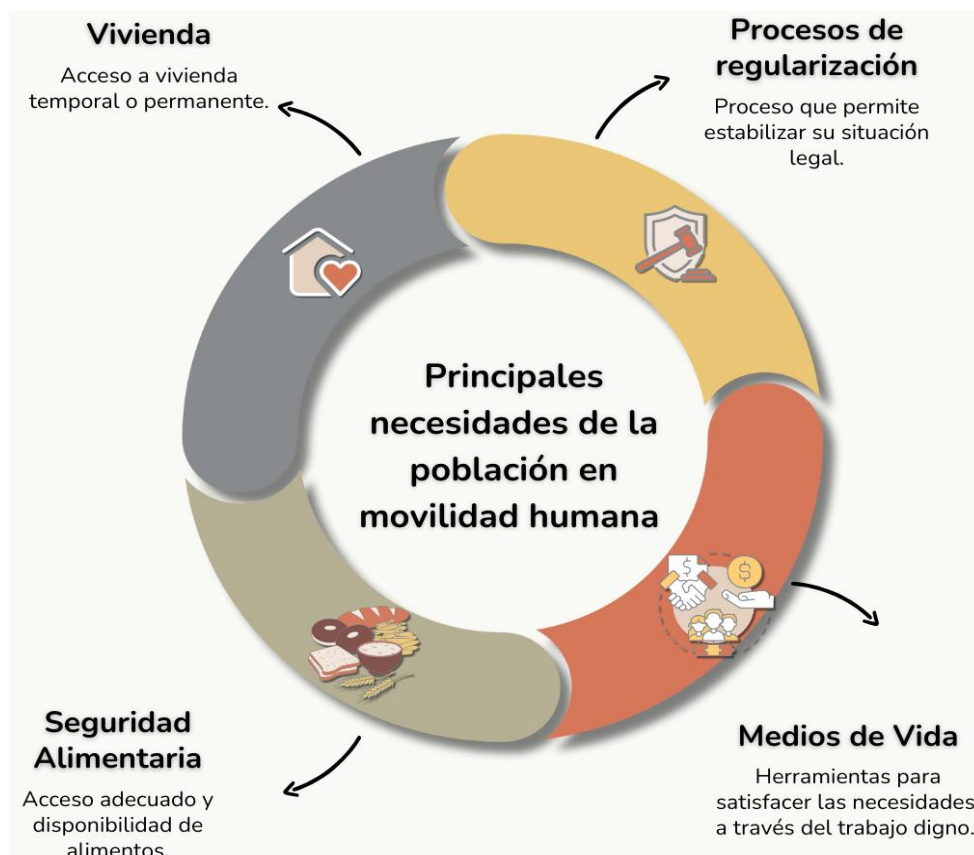 Vivienda
Acceso a vivienda
temporal o permanente.
Procesos de
regularización
Proceso que permite
estabilizar su situación
legal.
Principales
necesidades de la
población en
movilidad humana
Seguridad
Alimentaria
Acceso adecuado y
disponibilidad de
alimentos
Medios de Vida
Herramientas para
satisfacer las necesidades
a través del trabajo digno.
$
$